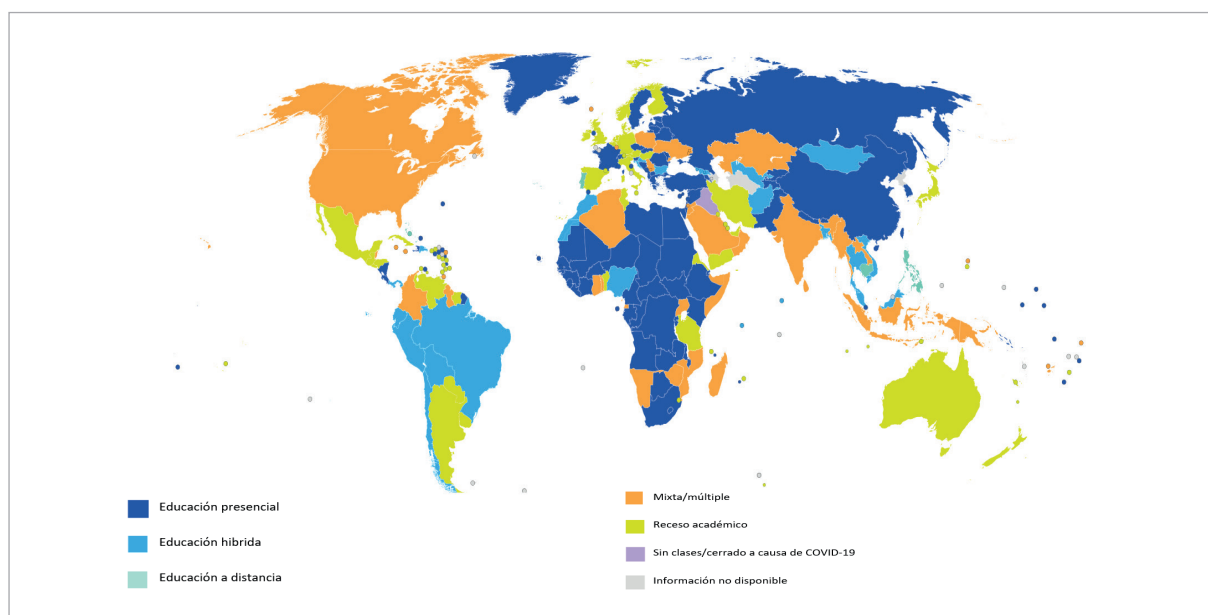 Educación presencial
Educación hibrida
Educación a distancia
Mixta/múltiple
Receso académico
Sin clases/cerrado a causa de COVID-19
Información no disponible